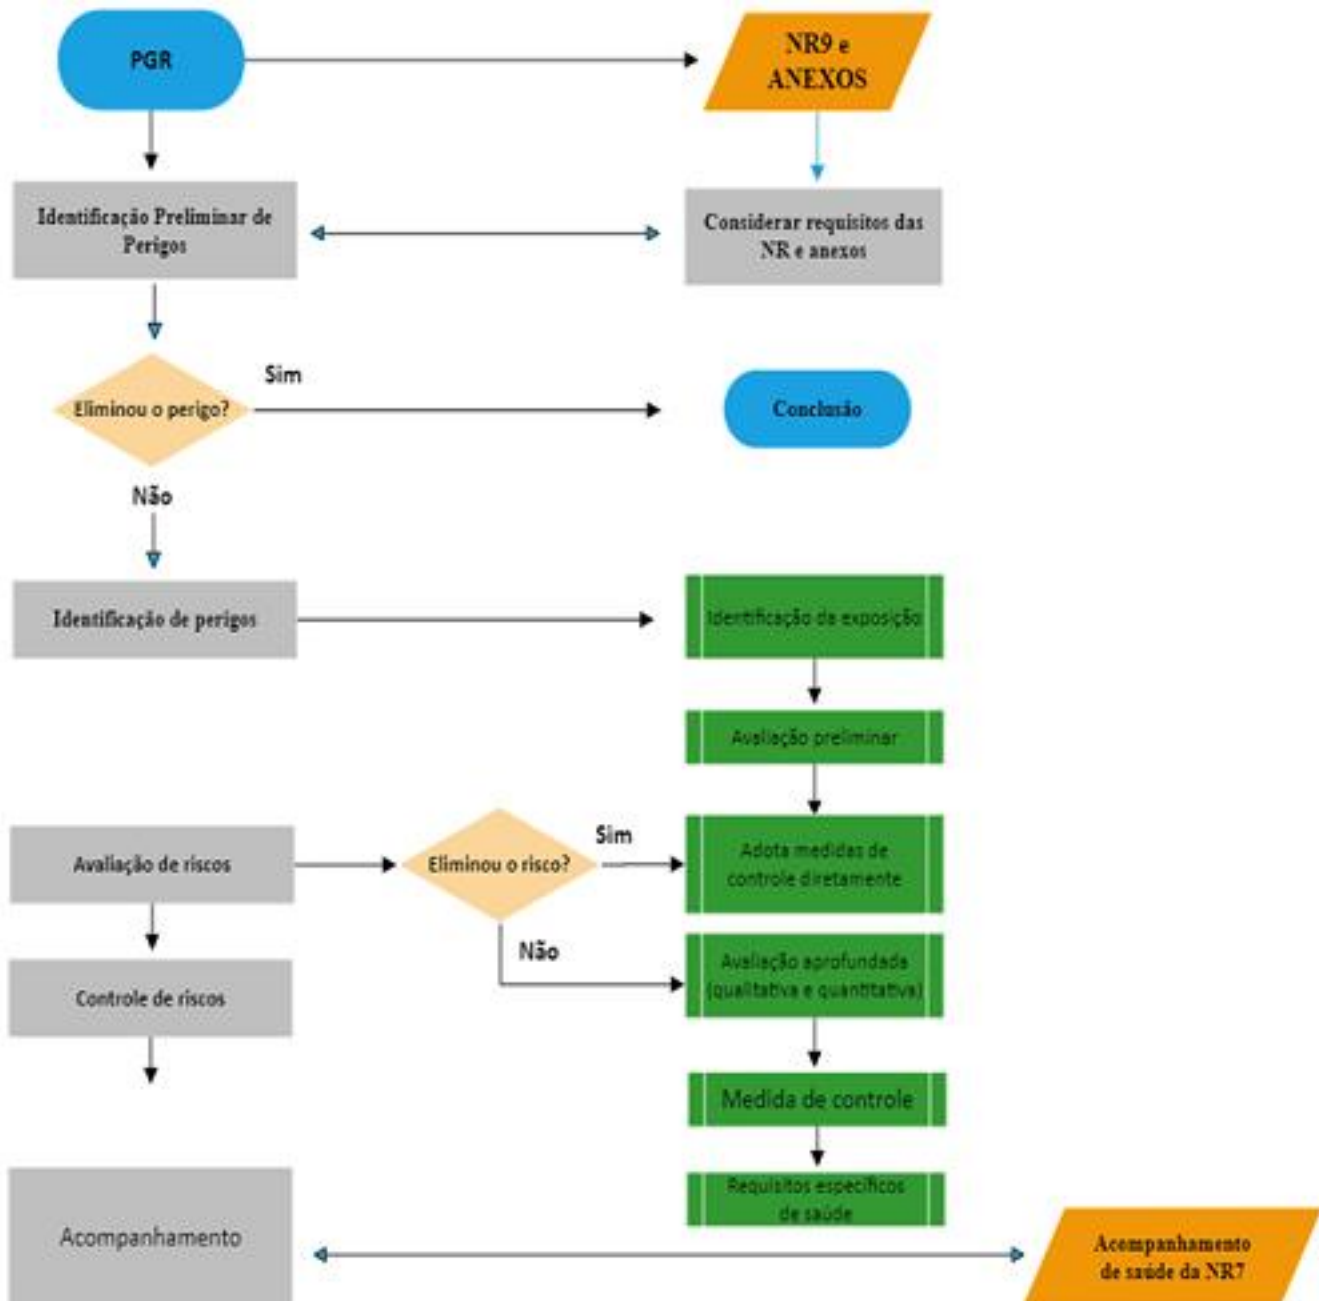 PGR
NR9 e
ANEXOS
Identificação Preliminar de
Perigos
Considerar requisitos das
NR e anexos
Eliminou o perigo?
Sim
Conclusão
Não
Identificação de perigos
Identificação da exposição
Avaliação preliminar
Avaliação de riscos
Eliminou o risco?
Sim
Adota medidas de
controle diretamente
Não
Avaliação aprofundada
(qualitativa e quantitativa)
Controle de riscos
Medida de controle
Requisitos específicos
de saúde
Acompanhamento
Acompanhamento
de saúde da NR7